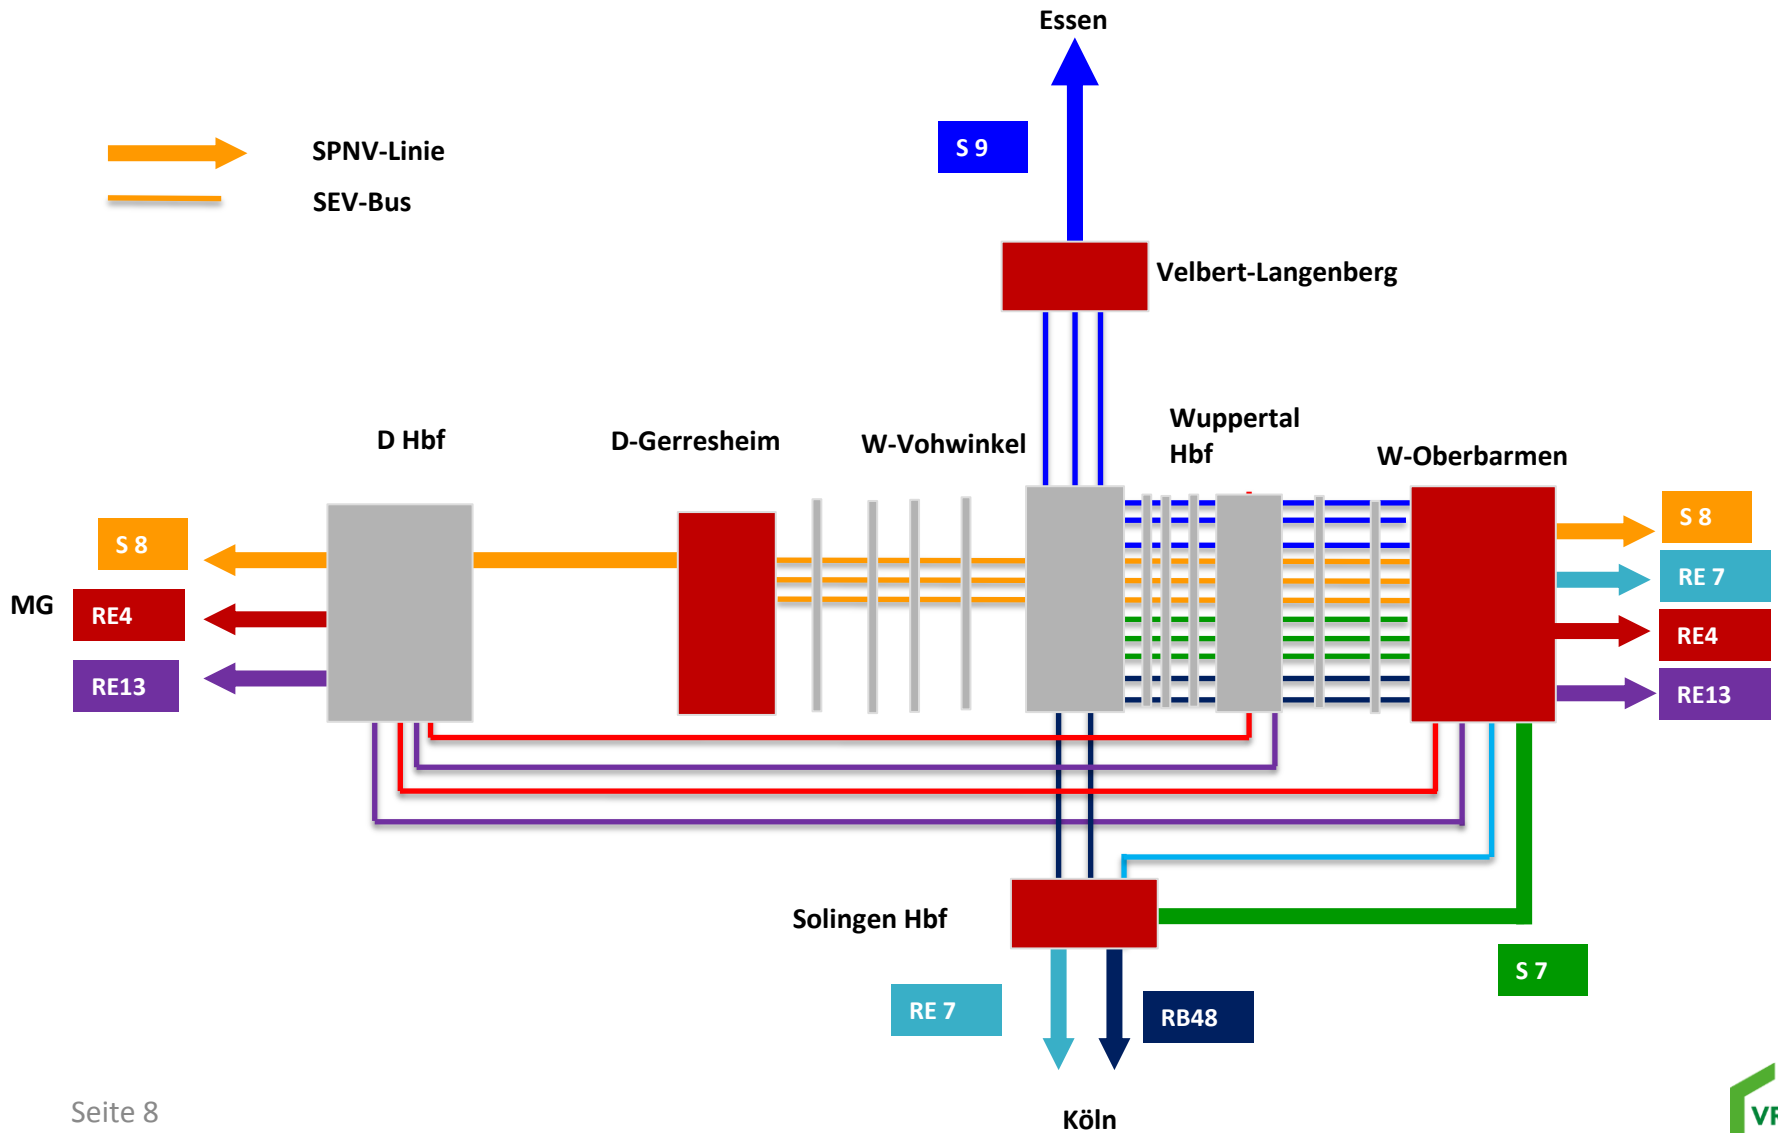 Essen
S 9
SPNV-Linie
SEV-Bus
Velbert-Langenberg
D Hbf
D-Gerresheim
W-Vohwinkel
Wuppertal
Hbf
W-Oberbarmen
S 8
S 8
RE 7
MG
RE4
RE4
RE13
RE13
Solingen Hbf
S 7
RE 7
RB48
Seite 8
Köln